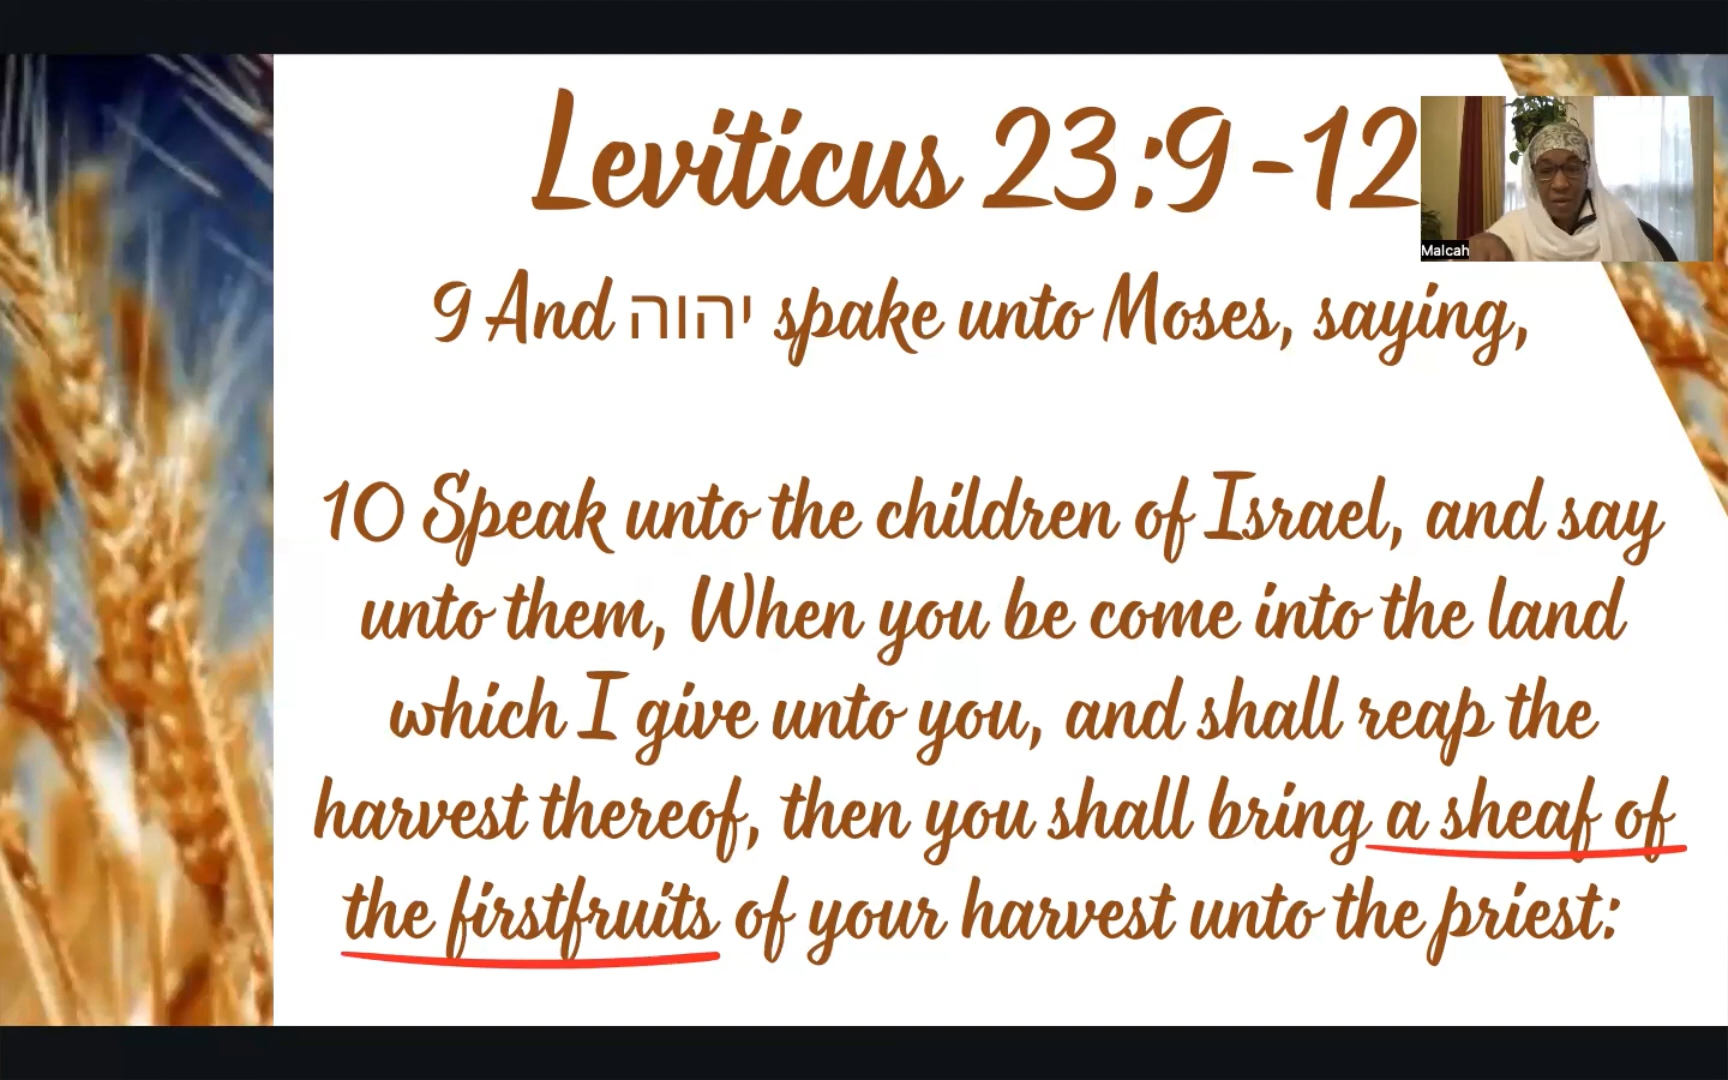 Leviticus 23:9-12
Malcah
9 And יהוה spake unto Moses, saying,
10 Speak unto the children of Israel, and say
unto them, When you be come into the land
which I give unto you, and shall reap the
harvest thereof, then you shall bring a sheaf of
the firstfruits of your harvest unto the priest: